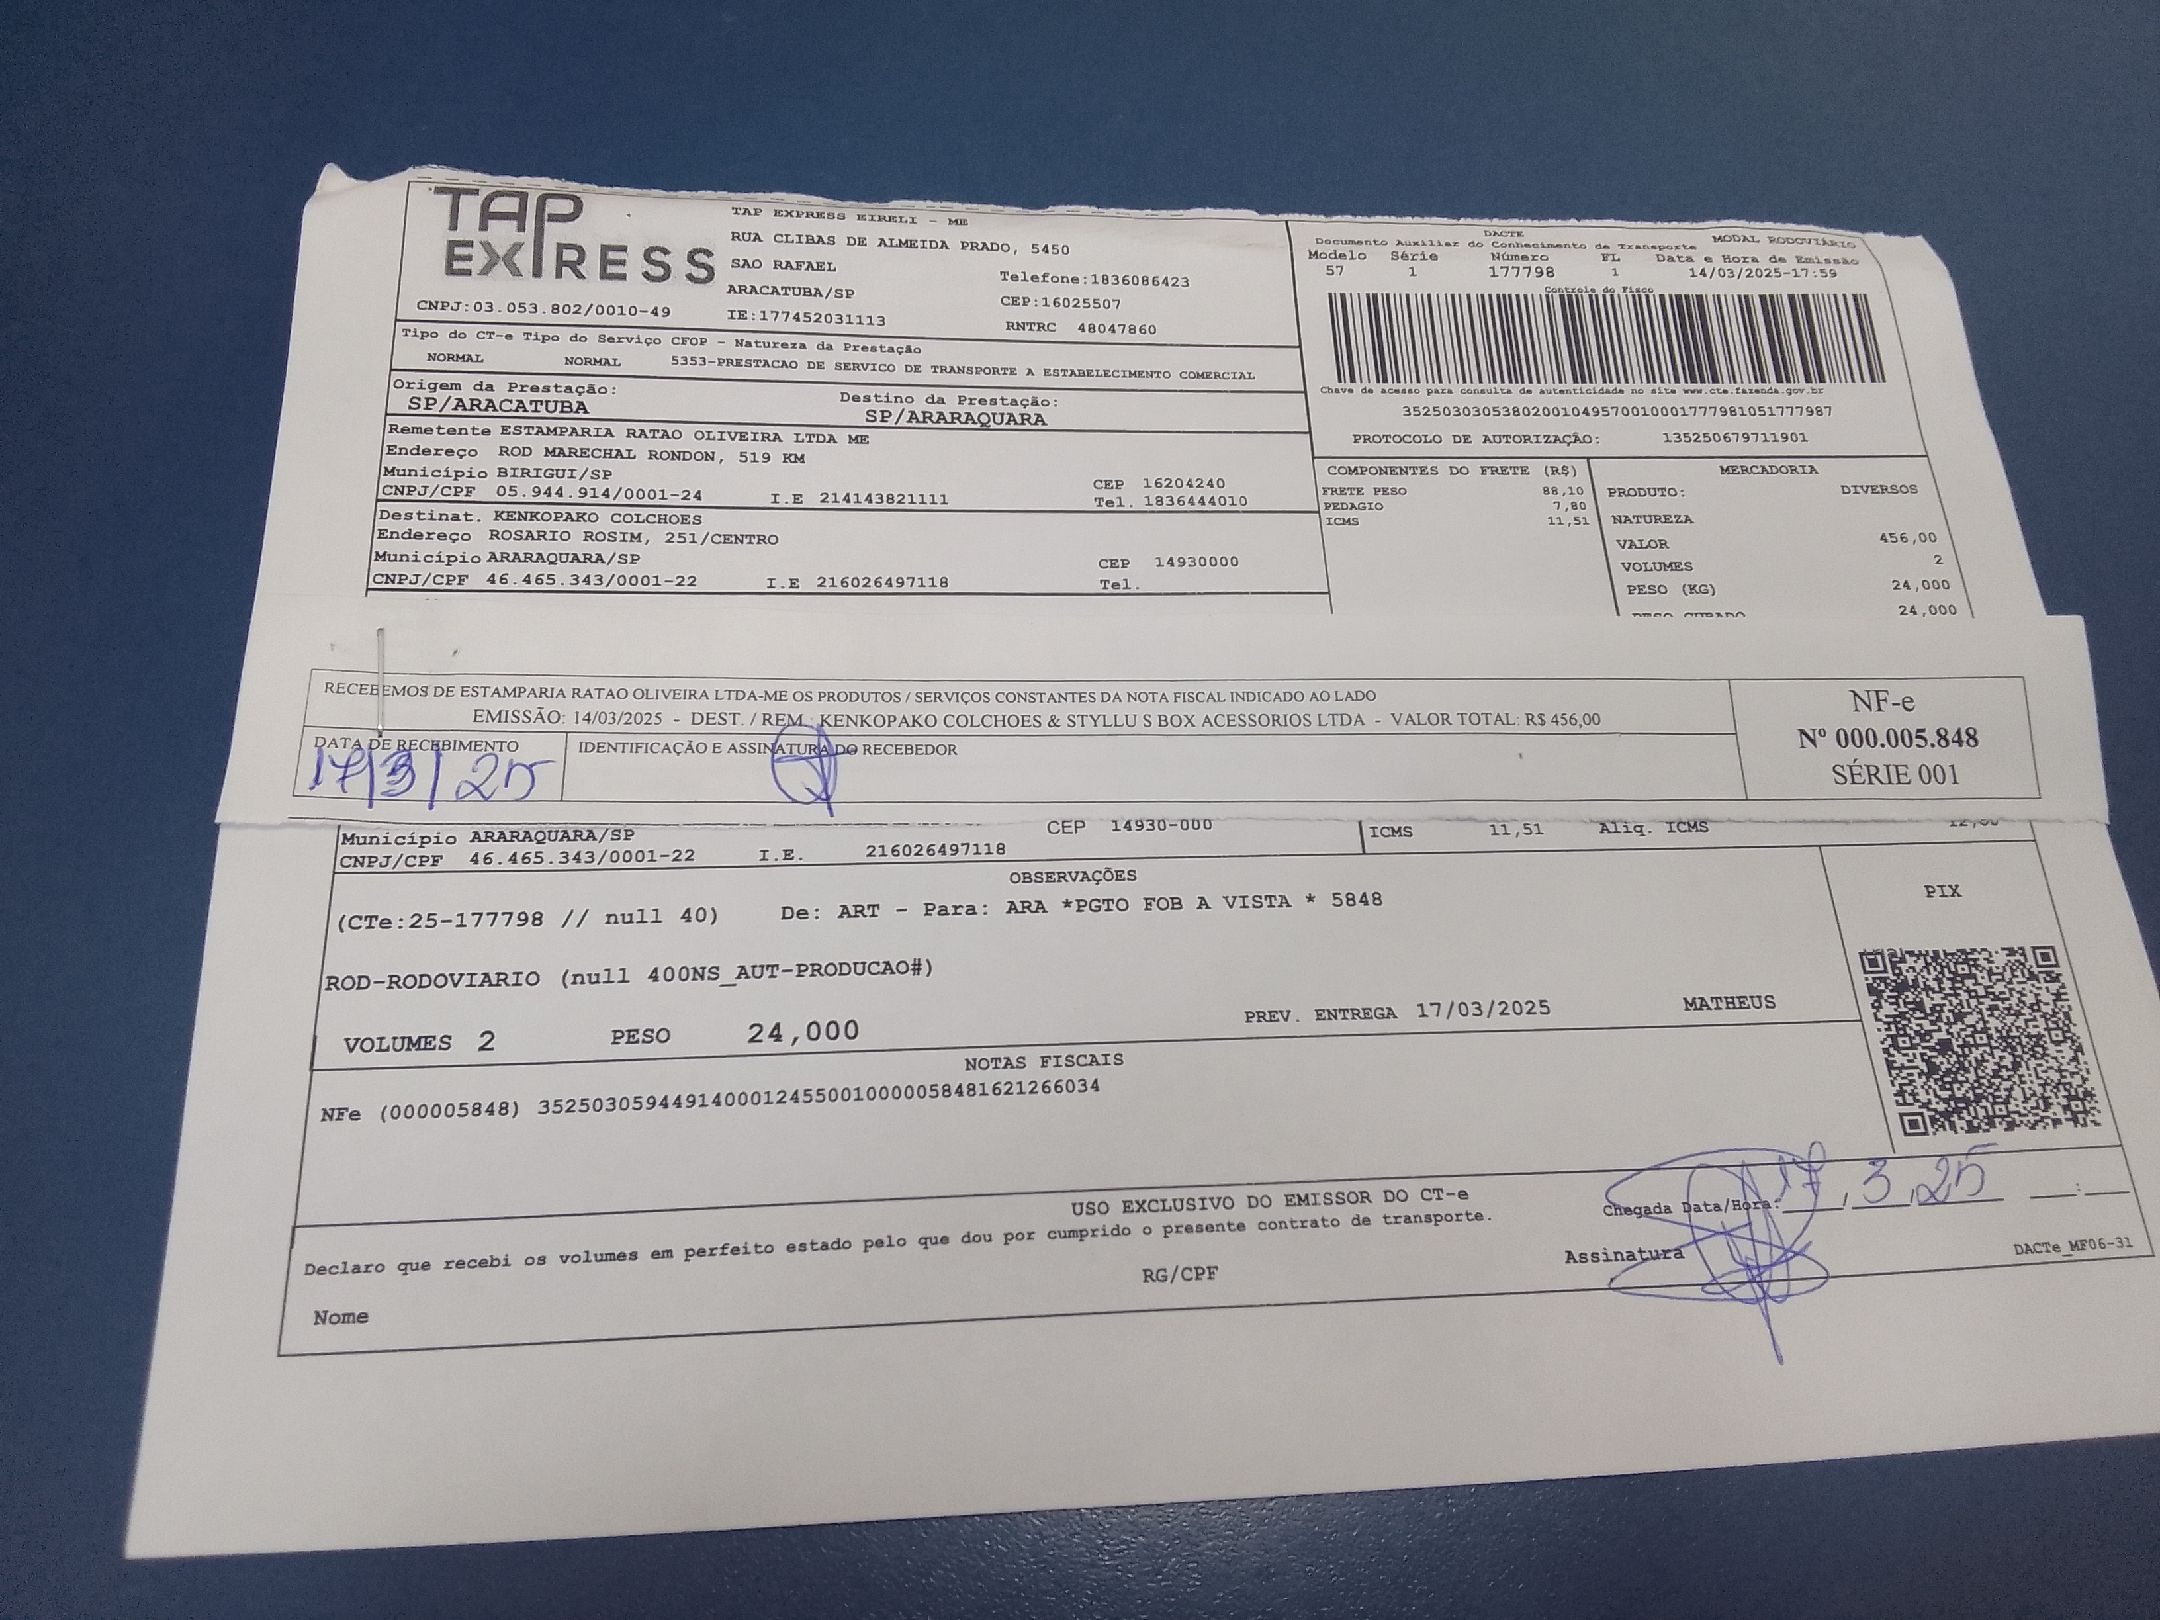 TAP
EXPRESS
CNPJ:03.053.802/0010-49
TAP EXPRESS EIRELI - ME
RUA CLIBAS DE ALMEIDA PRADO, 5450
SAO RAFAEL
Telefone:1836086423
ARACATUBA/SP
CEP:16025507
IE:177452031113
RNTRC 48047860
DACTE
Documento Auxiliar do Conhecimento de Transporte MODAL RODOVIÁRIO
Modelo Série Número FL Data e Hora de Emissão
57 1 177798 1 14/03/2025-17:59
Controle do Fisco
Chave de acesso para consulta de autenticidade no site www.cte.fazenda.gov.br
35250303053802001049570010001777981051777987
PROTOCOLO DE AUTORIZAÇÃO: 135250679711901
Tipo do CT-e Tipo do Serviço CFOP - Natureza da Prestação
NORMAL NORMAL 5353-PRESTACAO DE SERVICO DE TRANSPORTE A ESTABELECIMENTO COMERCIAL
Origem da Prestação: Destino da Prestação:
SP/ARACATUBA SP/ARARAQUARA
Remetente ESTAMPARIA RATAO OLIVEIRA LTDA ME
Endereço ROD MARECHAL RONDON, 519 KM
Município BIRIGUI/SP CEP 16204240
CNPJ/CPF 05.944.914/0001-24 I.E 214143821111 Tel. 1836444010
Destinat. KENKOPAKO COLCHOES
Endereço ROSARIO ROSIM, 251/CENTRO
Município ARARAQUARA/SP CEP 14930000
CNPJ/CPF 46.465.343/0001-22 I.E 216026497118 Tel.
COMPONENTES DO FRETE (R$)
FRETE PESO 88,10
PEDAGIO 7,80
ICMS 11,51
MERCADORIA
PRODUTO: DIVERSOS
NATUREZA
VALOR 456,00
VOLUMES 2
PESO (KG) 24,000
PESO CUBADO 24,000
RECEBEMOS DE ESTAMPARIA RATAO OLIVEIRA LTDA-ME OS PRODUTOS / SERVIÇOS CONSTANTES DA NOTA FISCAL INDICADO AO LADO
EMISSÃO: 14/03/2025 - DEST. / REM.: KENKOPAKO COLCHOES & STYLLU S BOX ACESSORIOS LTDA - VALOR TOTAL: R$ 456,00
DATA DE RECEBIMENTO IDENTIFICAÇÃO E ASSINATURA DO RECEBEDOR
17/3/25
NF-e
Nº 000.005.848
SÉRIE 001
Município ARARAQUARA/SP CEP 14930-000
CNPJ/CPF 46.465.343/0001-22 I.E. 216026497118
ICMS 11,51 Aliq. ICMS
OBSERVAÇÕES
(CTe:25-177798 // null 40) De: ART - Para: ARA *PGTO FOB A VISTA * 5848
ROD-RODOVIARIO (null 400NS_AUT-PRODUCAO#)
VOLUMES 2 PESO 24,000 PREV. ENTREGA 17/03/2025 MATHEUS
PIX
NOTAS FISCAIS
NFe (000005848) 35250305944914000124550010000058481621266034
USO EXCLUSIVO DO EMISSOR DO CT-e
Declaro que recebi os volumes em perfeito estado pelo que dou por cumprido o presente contrato de transporte.
Nome RG/CPF
Chegada Data/Hora: 17, 3, 25 :
Assinatura
DACTe_MF06-31